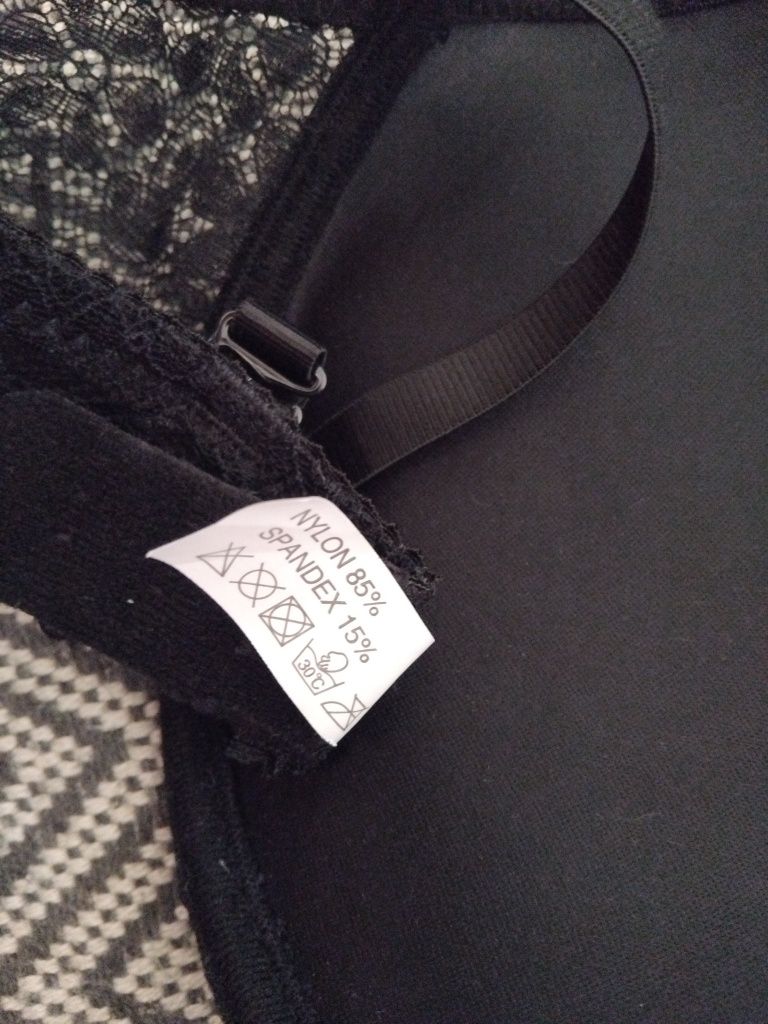 NYLON 85%
SPANDEX 15%
30℃